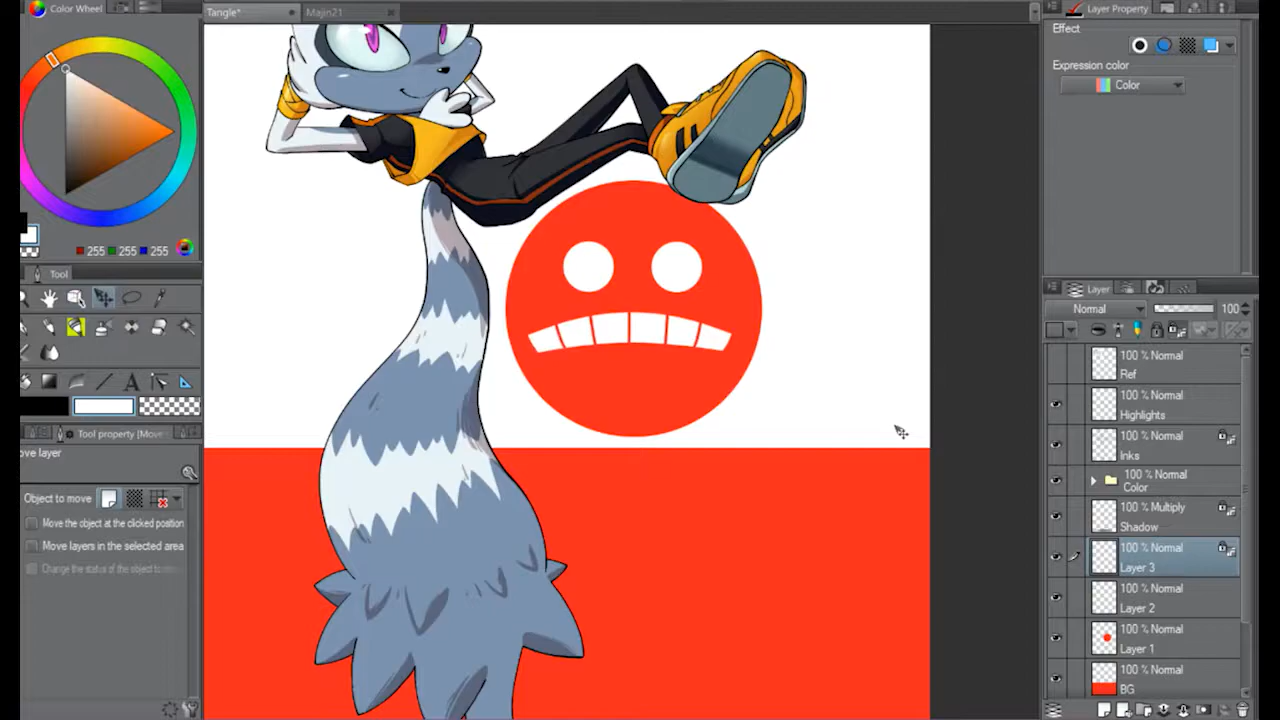 Color Wheel
Tangle*
Majin21
Layer Property
Effect
Expression color
Color
255 255 255
Tool
Tool property [Move
ove layer
Object to move
Move the object at the clicked position
Move layers in the selected area
Change the status of the object to
Layer
Normal 100
100 % Normal
Ref
100 % Normal
Highlights
100 % Normal
Inks
100 % Normal
Color
100 % Multiply
Shadow
100 % Normal
Layer 3
100 % Normal
Layer 2
100 % Normal
Layer 1
100 % Normal
BG